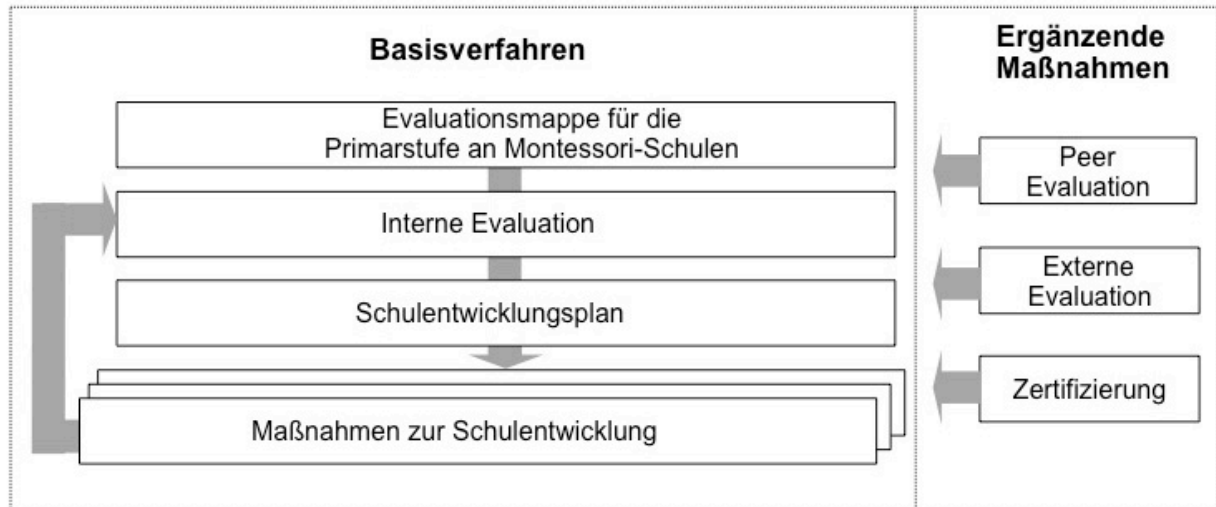 Basisverfahren
Evaluationsmappe für die
Primarstufe an Montessori-Schulen
Interne Evaluation
Schulentwicklungsplan
Maßnahmen zur Schulentwicklung
Ergänzende
Maßnahmen
Peer
Evaluation
Externe
Evaluation
Zertifizierung